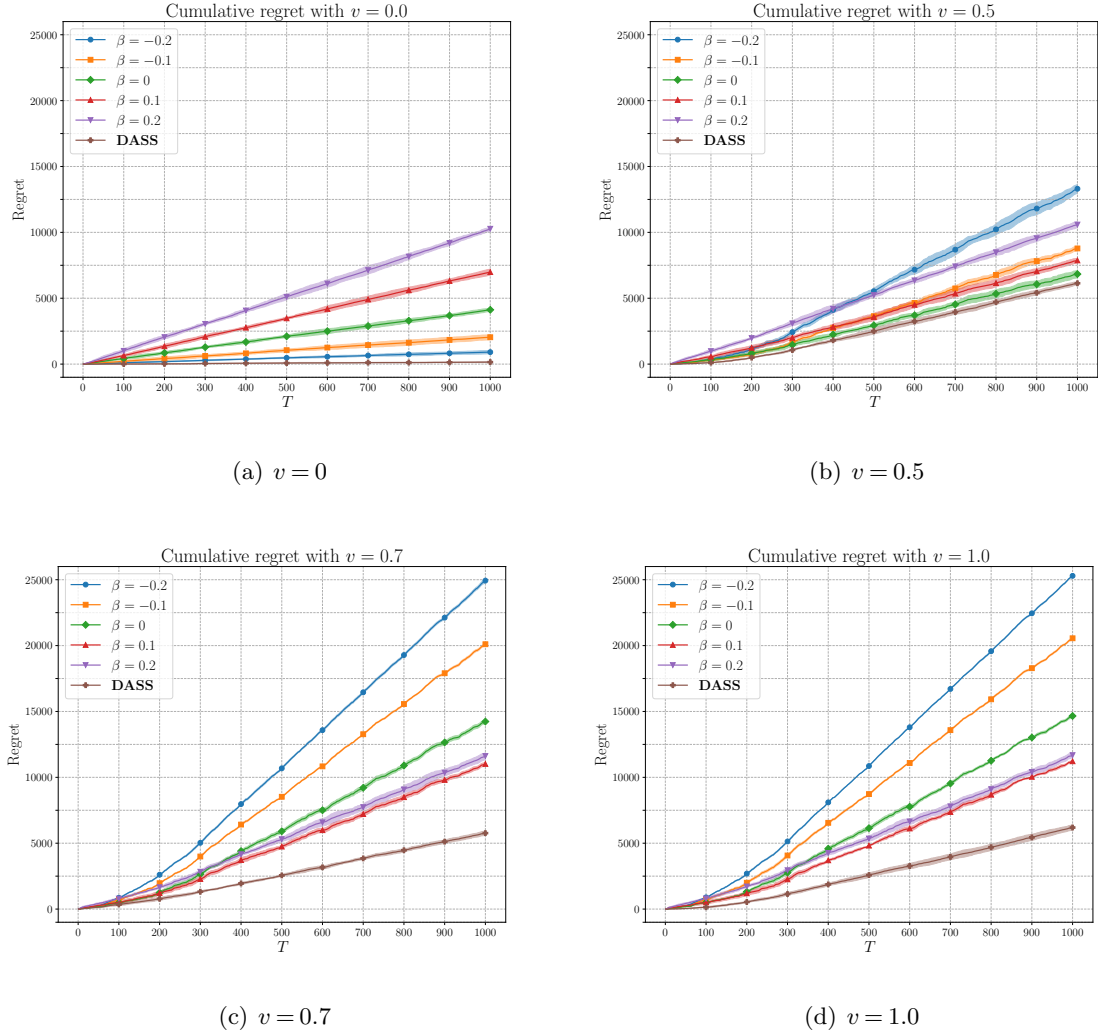 Cumulative regret with v = 0.0
25000
20000
15000
10000
5000
0
Regret
β = −0.2
β = −0.1
β = 0
β = 0.1
β = 0.2
DASS
0 100 200 300 400 500 600 700 800 900 1000
T
(a) v = 0
Cumulative regret with v = 0.5
25000
20000
15000
10000
5000
0
Regret
β = −0.2
β = −0.1
β = 0
β = 0.1
β = 0.2
DASS
0 100 200 300 400 500 600 700 800 900 1000
T
(b) v = 0.5
Cumulative regret with v = 0.7
25000
20000
15000
10000
5000
0
Regret
β = −0.2
β = −0.1
β = 0
β = 0.1
β = 0.2
DASS
0 100 200 300 400 500 600 700 800 900 1000
T
(c) v = 0.7
Cumulative regret with v = 1.0
25000
20000
15000
10000
5000
0
Regret
β = −0.2
β = −0.1
β = 0
β = 0.1
β = 0.2
DASS
0 100 200 300 400 500 600 700 800 900 1000
T
(d) v = 1.0